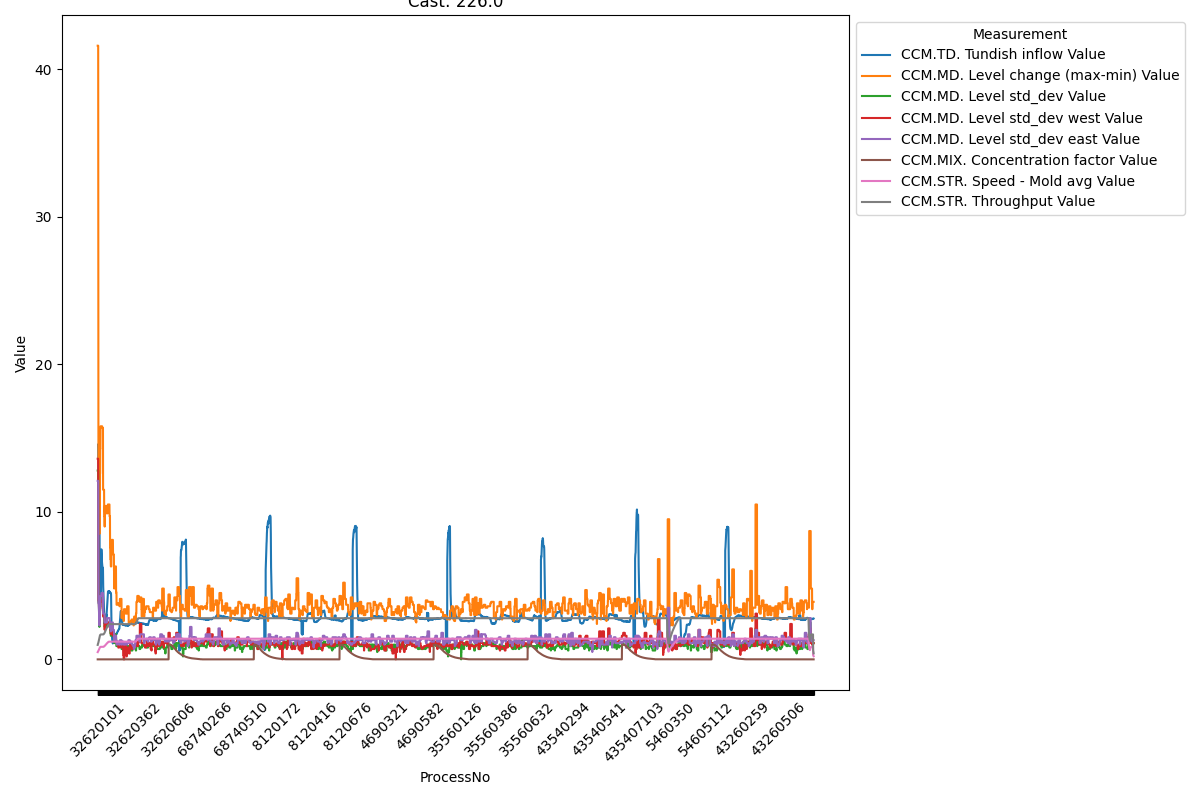 Cast: 226.0
Measurement
CCM.TD. Tundish inflow Value
CCM.MD. Level change (max-min) Value
CCM.MD. Level std_dev Value
CCM.MD. Level std_dev west Value
CCM.MD. Level std_dev east Value
CCM.MIX. Concentration factor Value
CCM.STR. Speed - Mold avg Value
CCM.STR. Throughput Value
Value
40
30
20
10
0
32620101
32620362
32620606
68740266
68740510
8120172
8120416
8120676
4690321
4690582
35560126
35560386
35560632
43540294
43540541
435407103
5460350
54605112
43260259
43260506
ProcessNo